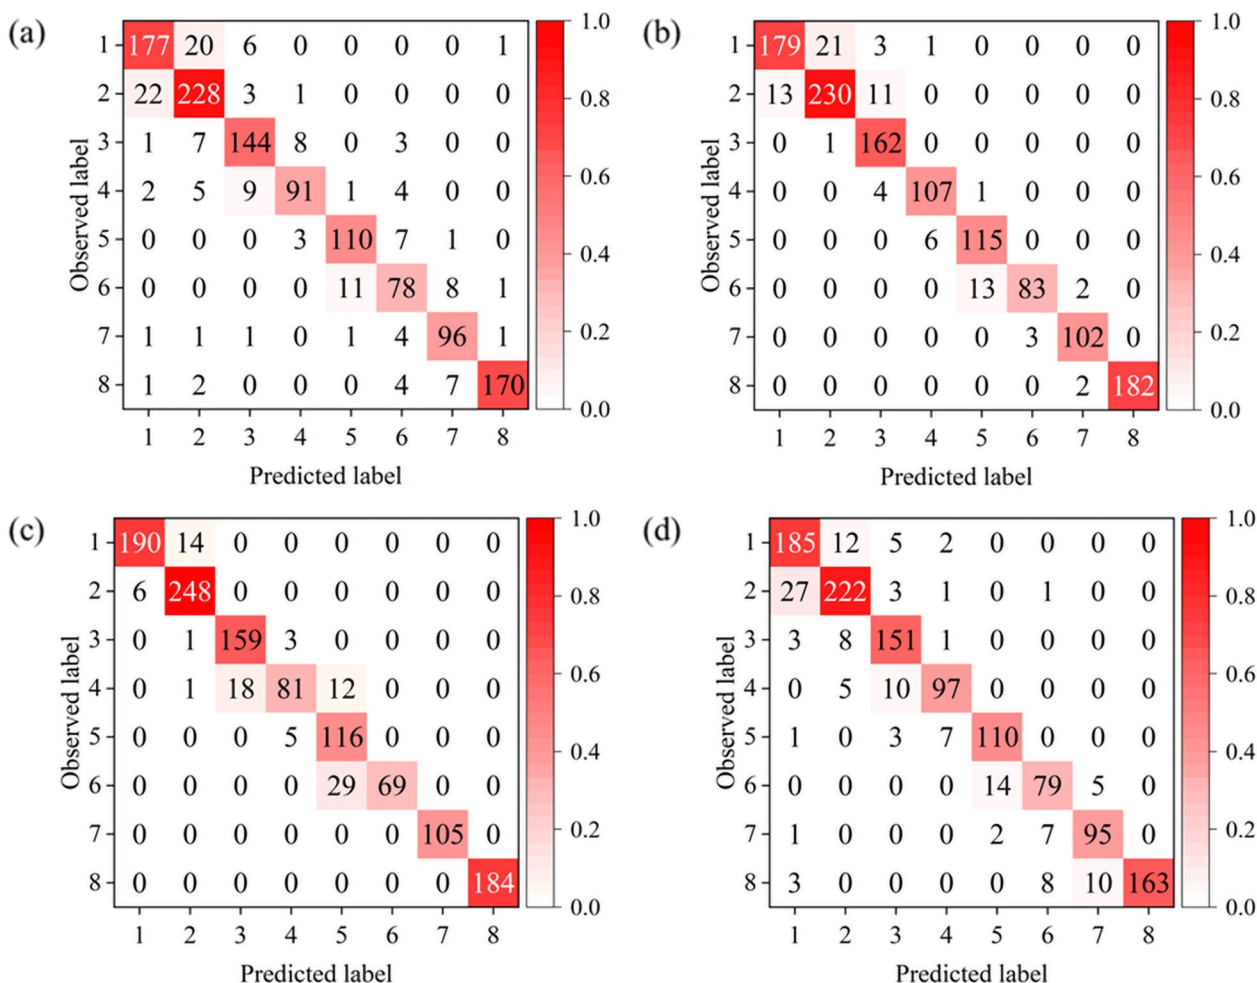 (a)
Observed label
1 177 20 6 0 0 0 0 1
2 22 228 3 1 0 0 0 0
3 1 7 144 8 0 3 0 0
4 2 5 9 91 1 4 0 0
5 0 0 0 3 110 7 1 0
6 0 0 0 0 11 78 8 1
7 1 1 1 0 1 4 96 1
8 1 2 0 0 0 4 7 170
1 2 3 4 5 6 7 8
Predicted label
1.0
0.8
0.6
0.4
0.2
0.0
(b)
Observed label
1 179 21 3 1 0 0 0 0
2 13 230 11 0 0 0 0 0
3 0 1 162 0 0 0 0 0
4 0 0 4 107 1 0 0 0
5 0 0 0 6 115 0 0 0
6 0 0 0 0 13 83 2 0
7 0 0 0 0 0 3 102 0
8 0 0 0 0 0 0 2 182
1 2 3 4 5 6 7 8
Predicted label
1.0
0.8
0.6
0.4
0.2
0.0
(c)
Observed label
1 190 14 0 0 0 0 0 0
2 6 248 0 0 0 0 0 0
3 0 1 159 3 0 0 0 0
4 0 1 18 81 12 0 0 0
5 0 0 0 5 116 0 0 0
6 0 0 0 0 29 69 0 0
7 0 0 0 0 0 0 105 0
8 0 0 0 0 0 0 0 184
1 2 3 4 5 6 7 8
Predicted label
1.0
0.8
0.6
0.4
0.2
0.0
(d)
Observed label
1 185 12 5 2 0 0 0 0
2 27 222 3 1 0 1 0 0
3 3 8 151 1 0 0 0 0
4 0 5 10 97 0 0 0 0
5 1 0 3 7 110 0 0 0
6 0 0 0 0 14 79 5 0
7 1 0 0 0 2 7 95 0
8 3 0 0 0 0 8 10 163
1 2 3 4 5 6 7 8
Predicted label
1.0
0.8
0.6
0.4
0.2
0.0